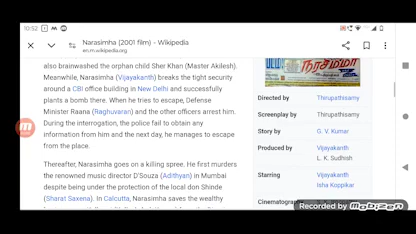 10:52
Narasimha (2001 film) - Wikipedia
en.m.wikipedia.org
also brainwashed the orphan child Sher Khan (Master Akilesh).
Meanwhile, Narasimha (Vijayakanth) breaks the tight security
around a CBI office building in New Delhi and successfully
plants a bomb there. When he tries to escape, Defense
Minister Raana (Raghuvaran) and the other officers arrest him.
During the interrogation, the police fail to obtain any
information from him and the next day, he manages to escape
from the place.
Thereafter, Narasimha goes on a killing spree. He first murders
the renowned music director D'Souza (Adithyan) in Mumbai
despite being under the protection of the local don Shinde
(Sharat Saxena). In Calcutta, Narasimha saves the wealthy
நரசிம்மா
Directed by Thirupathisamy
Screenplay by Thirupathisamy
Story by G. V. Kumar
Produced by Vijayakanth
L. K. Sudhish
Starring Vijayakanth
Isha Koppikar
Cinematography
Recorded by mobizen